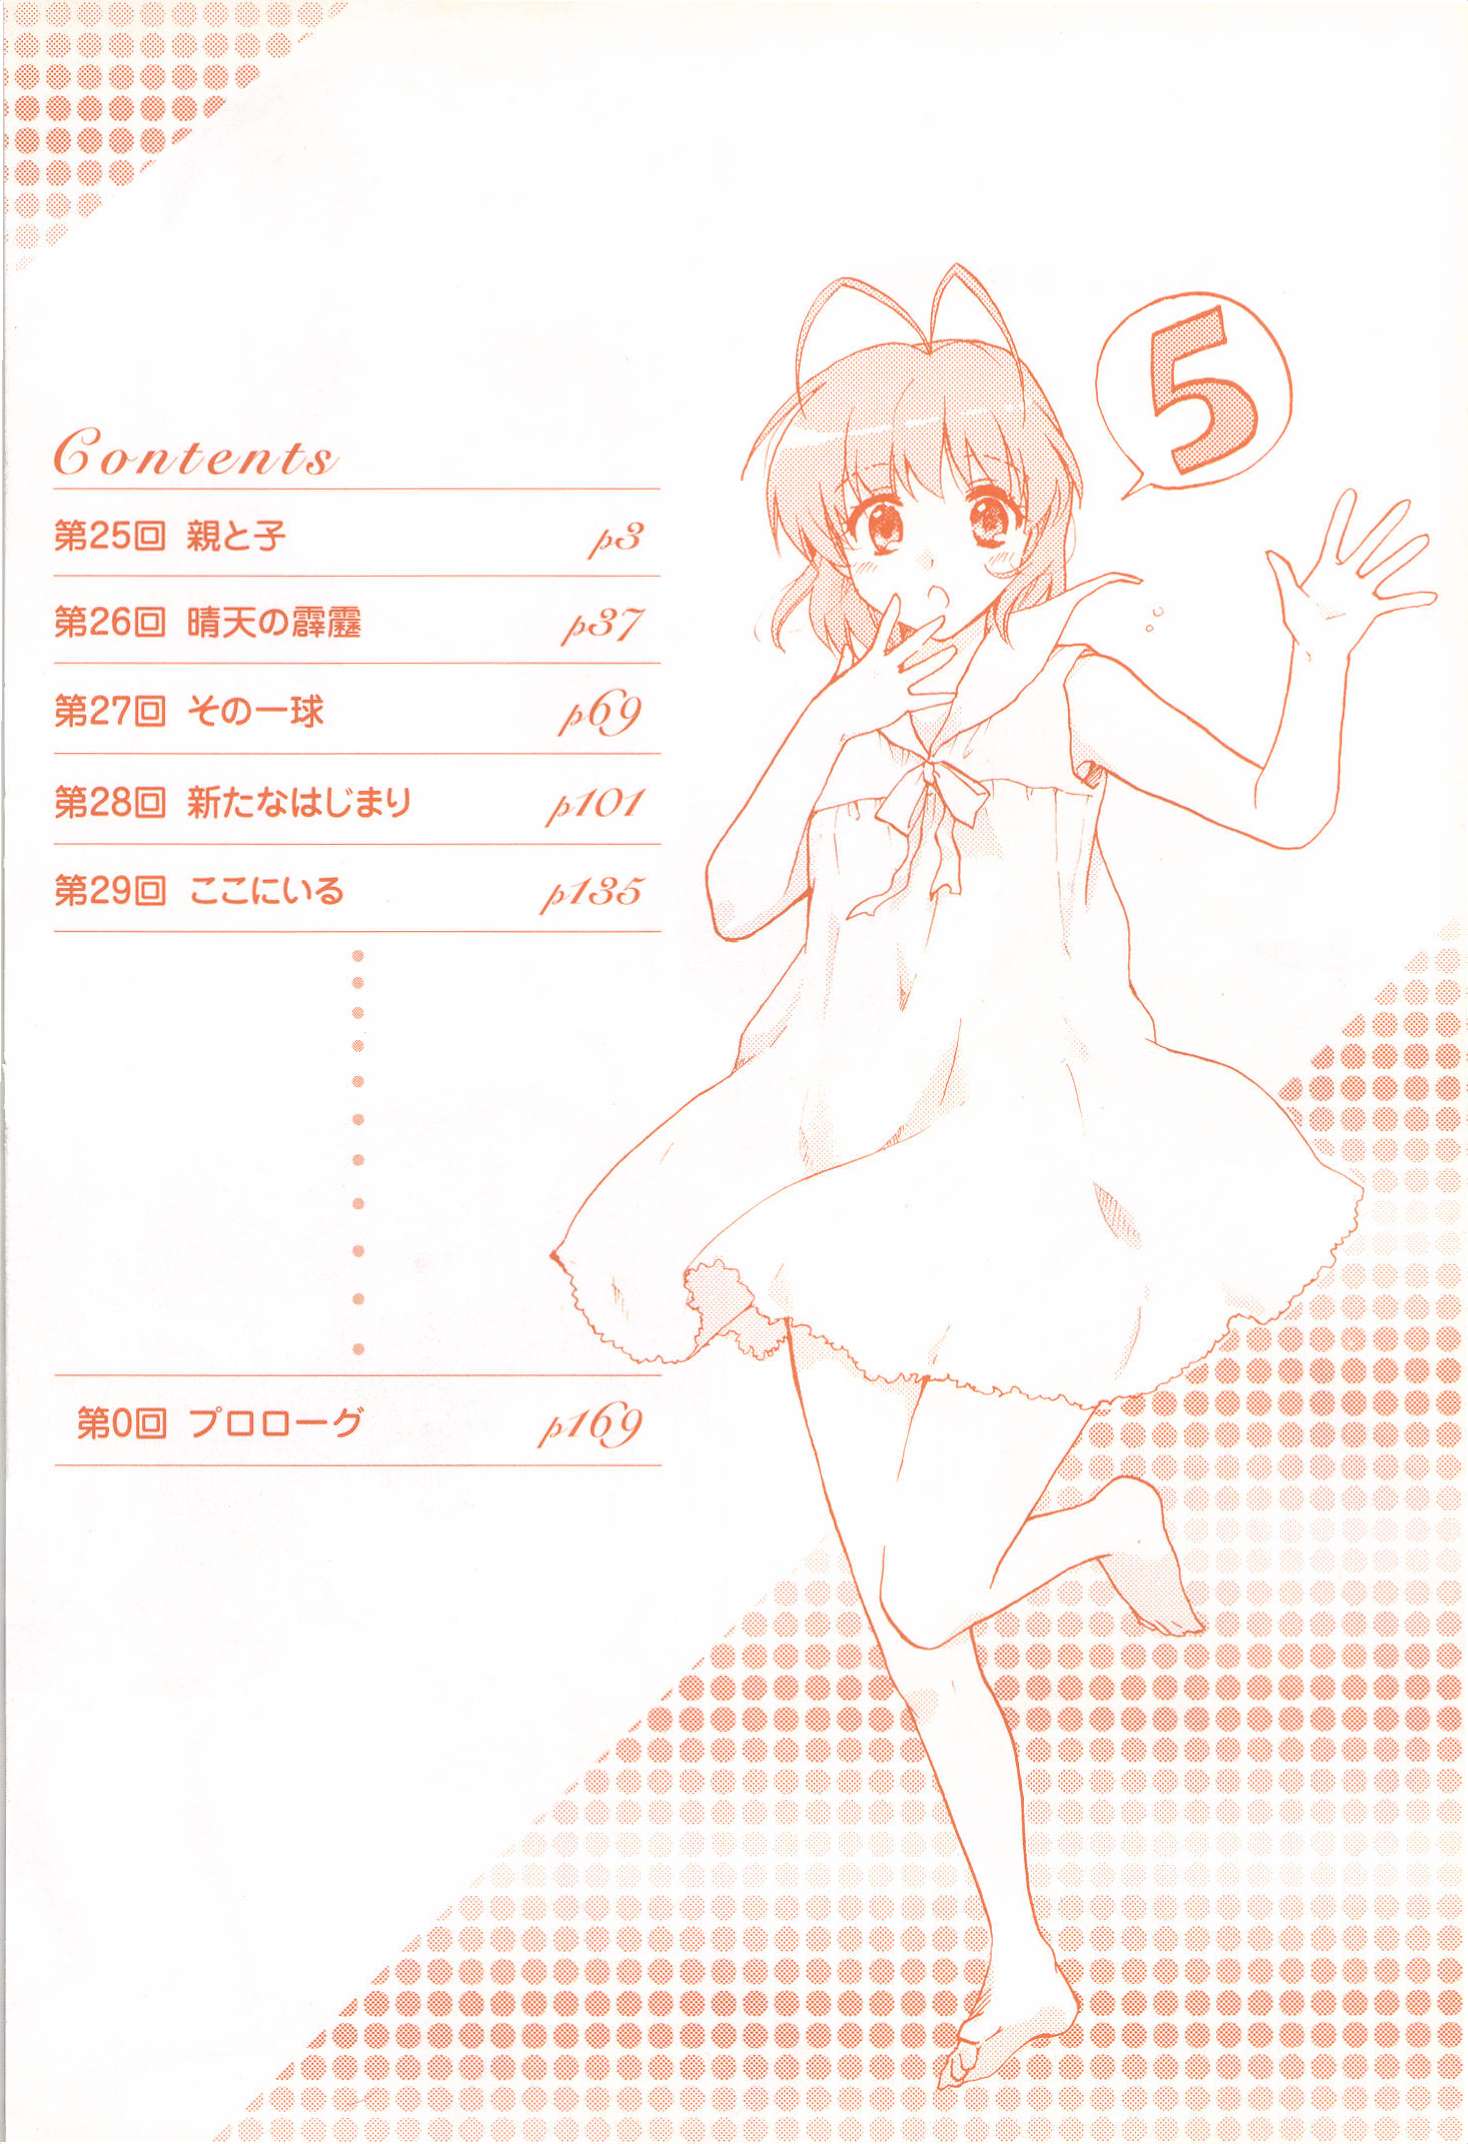 Contents
第25回 親と子 p3
第26回 晴天の霹靂 p37
第27回 その一球 p69
第28回 新たなはじまり p101
第29回 ここにいる p135
第0回 プロローグ p169
5